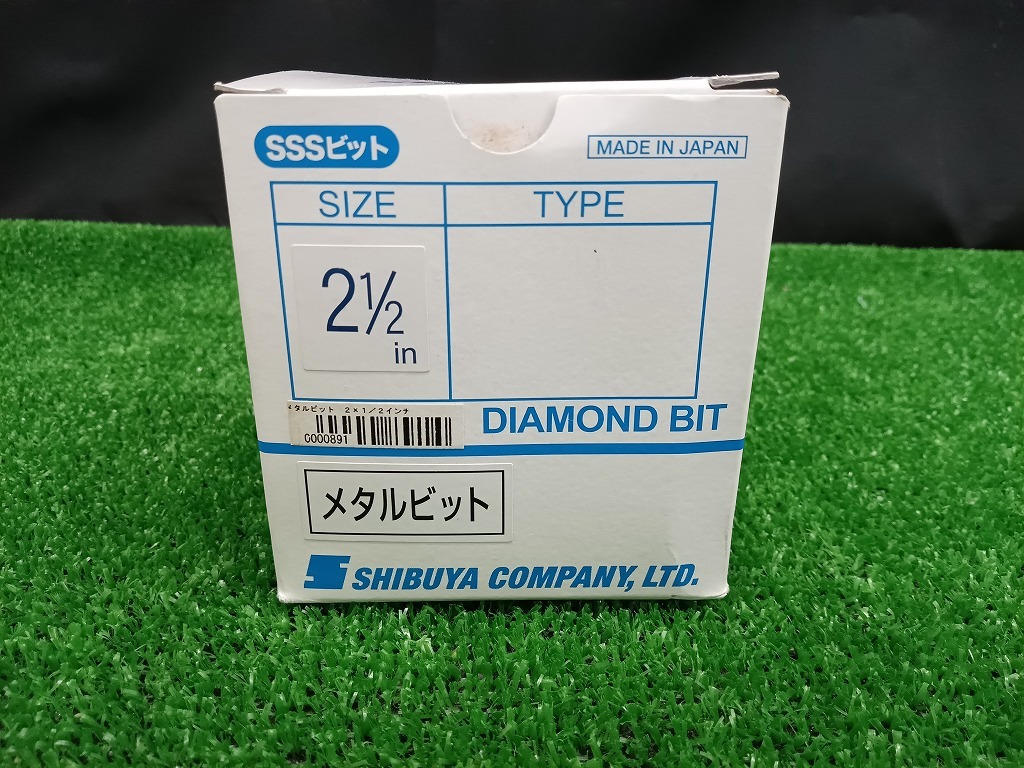 SSSビット
MADE IN JAPAN
SIZE
TYPE
2½
in
メタルビット 2×1/2インチ
G000891
DIAMOND BIT
メタルビット
SHIBUYA COMPANY, LTD.